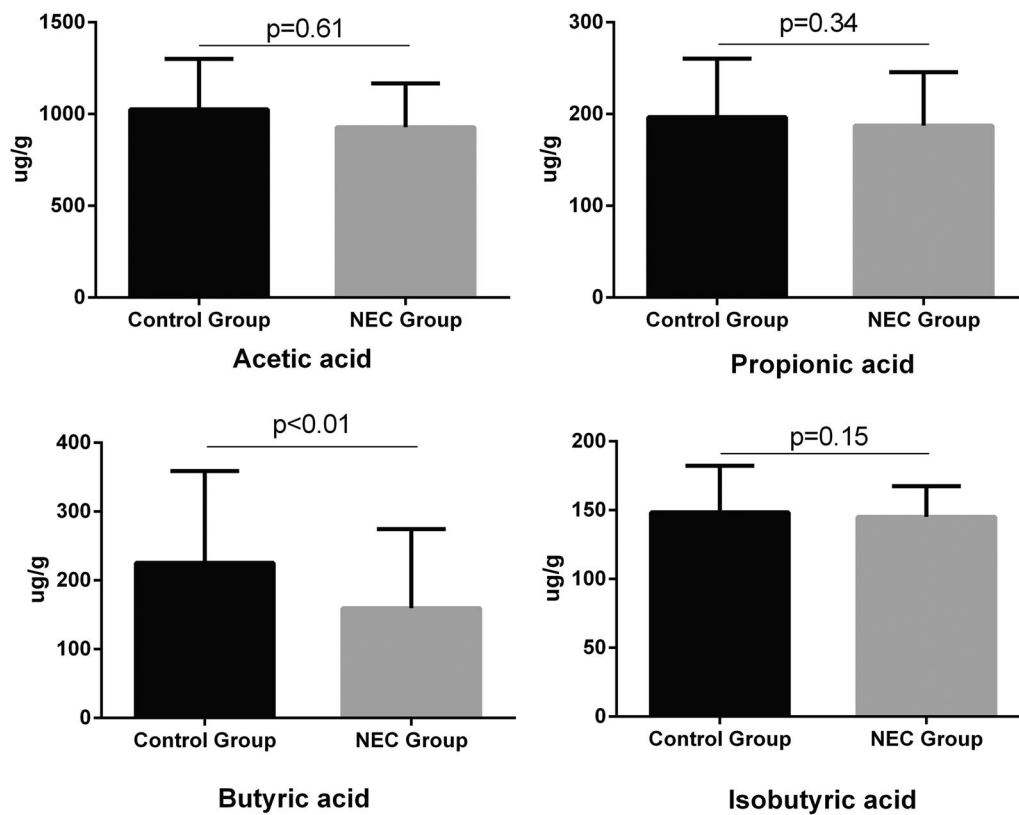 p=0.61
1500
1000
500
0
ug/g
Control Group
NEC Group
Acetic acid
p=0.34
300
200
100
0
ug/g
Control Group
NEC Group
Propionic acid
p<0.01
400
300
200
100
0
ug/g
Control Group
NEC Group
Butyric acid
p=0.15
200
150
100
50
0
ug/g
Control Group
NEC Group
Isobutyric acid